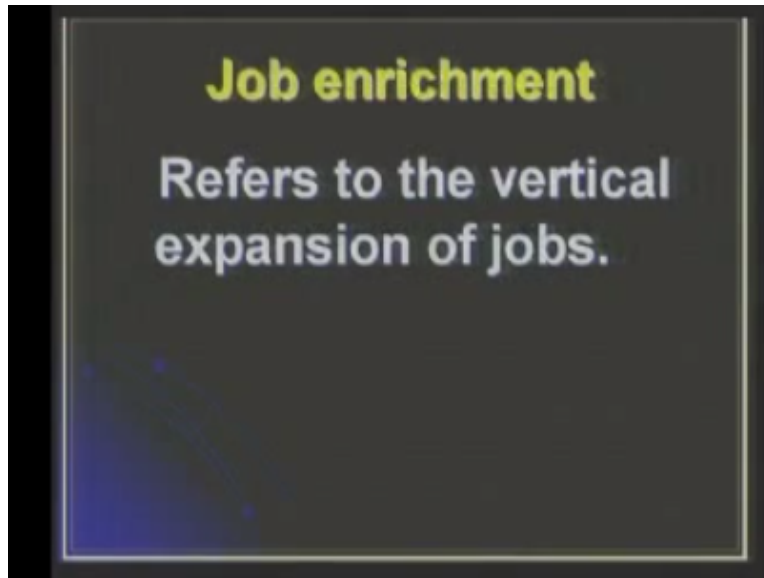 Job enrichment
Refers to the vertical
expansion of jobs.